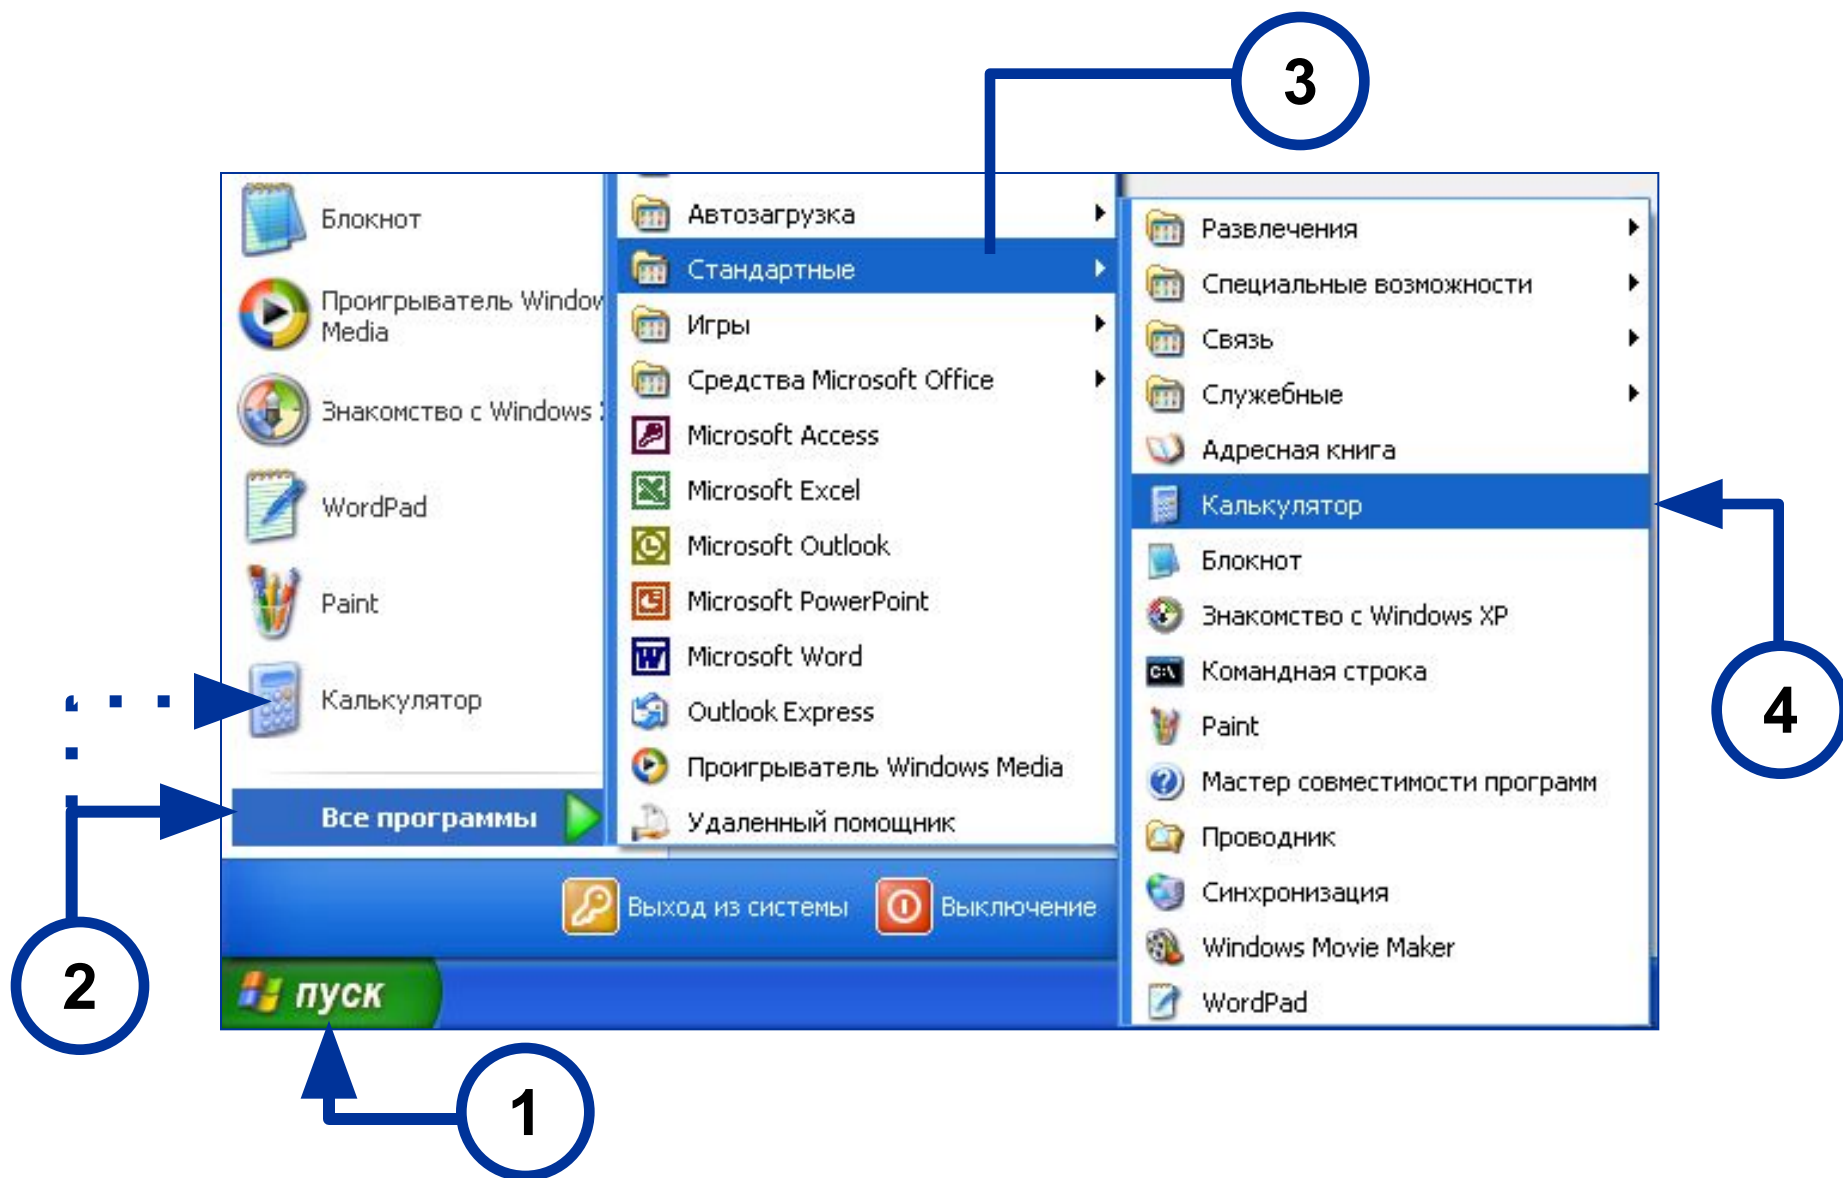 3
Блокнот
Проигрыватель Window
Media
Знакомство с Windows
WordPad
Paint
Калькулятор
Все программы
Автозагрузка
Стандартные
Игры
Средства Microsoft Office
Microsoft Access
Microsoft Excel
Microsoft Outlook
Microsoft PowerPoint
Microsoft Word
Outlook Express
Проигрыватель Windows Media
Удаленный помощник
Развлечения
Специальные возможности
Связь
Служебные
Адресная книга
Калькулятор
Блокнот
Знакомство с Windows XP
Командная строка
Paint
Мастер совместимости программ
Проводник
Синхронизация
Windows Movie Maker
WordPad
4
Выход из системы
Выключение
2
пуск
1